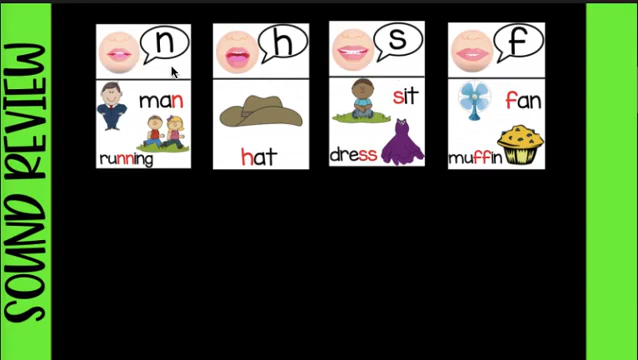 SOUND REVIEW
n
man
running
h
hat
s
sit
dress
f
fan
muffin